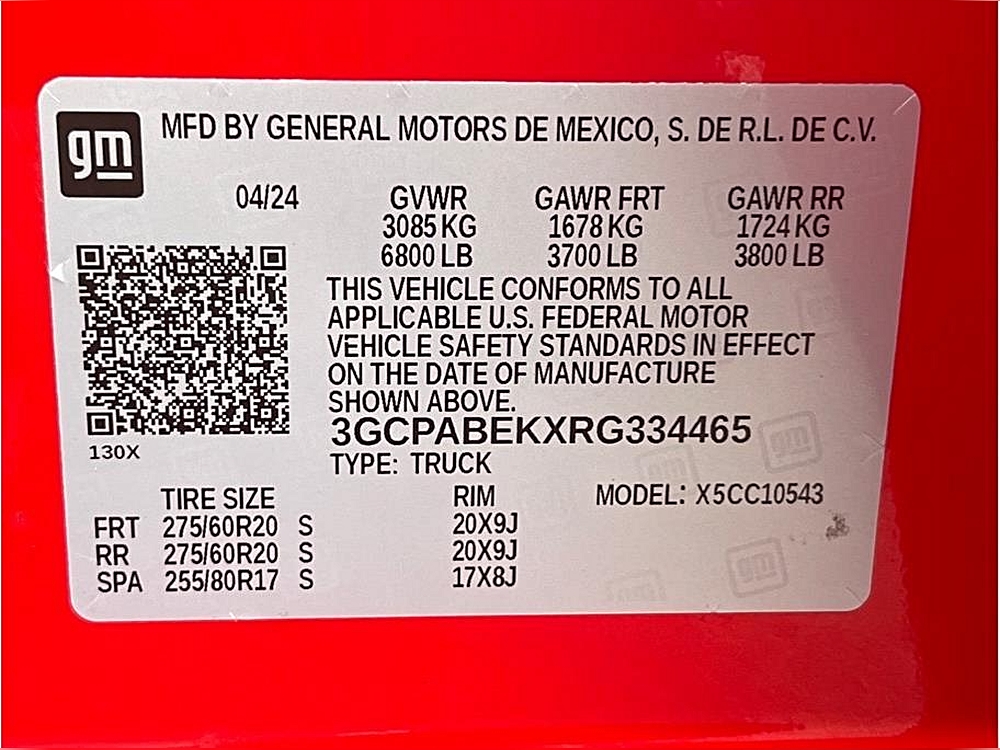 gm MFD BY GENERAL MOTORS DE MEXICO, S. DE R.L. DE C.V.
04/24 GVWR GAWR FRT GAWR RR
3085 KG 1678 KG 1724 KG
6800 LB 3700 LB 3800 LB
THIS VEHICLE CONFORMS TO ALL
APPLICABLE U.S. FEDERAL MOTOR
VEHICLE SAFETY STANDARDS IN EFFECT
ON THE DATE OF MANUFACTURE
SHOWN ABOVE.
3GCPABEKXRG334465
130X
TYPE: TRUCK
TIRE SIZE RIM MODEL: X5CC10543
FRT 275/60R20 S 20X9J
RR 275/60R20 S 20X9J
SPA 255/80R17 S 17X8J
gm
gm
gm